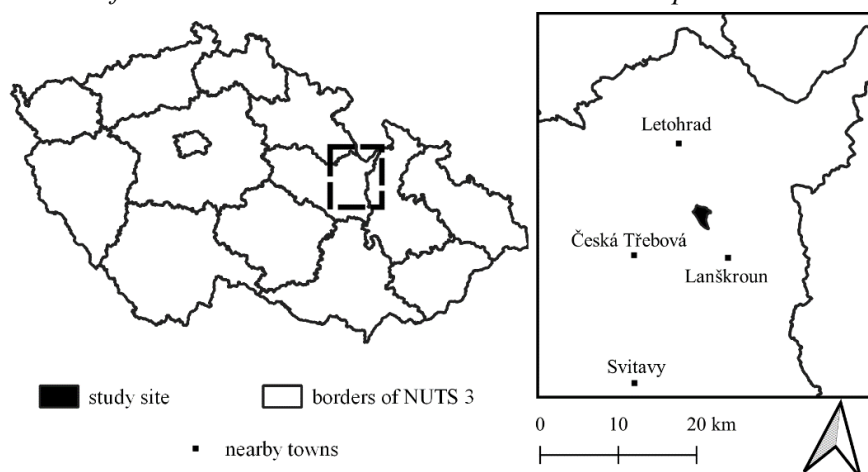 Letohrad
Česká Třebová
Lanškroun
Svitavy
study site
borders of NUTS 3
nearby towns
0 10 20 km